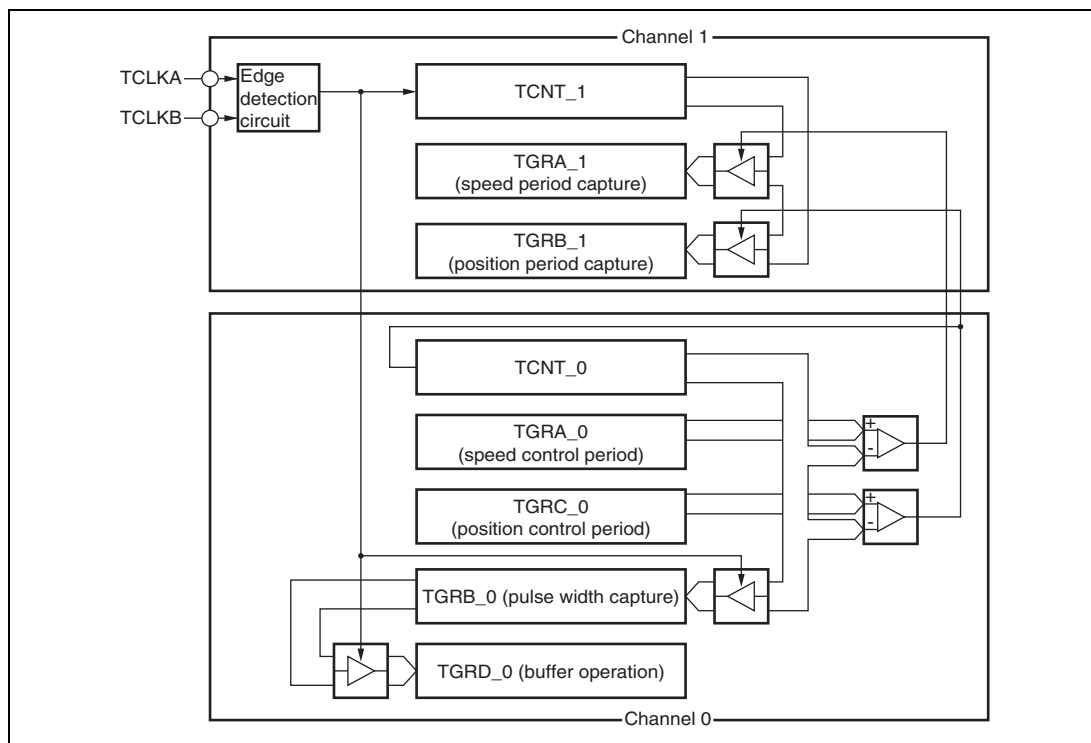 Channel 1
TCLKA
TCLKB
Edge
detection
circuit
TCNT_1
TGRA_1
(speed period capture)
TGRB_1
(position period capture)
TCNT_0
TGRA_0
(speed control period)
+
-
TGRC_0
(position control period)
+
-
TGRB_0 (pulse width capture)
TGRD_0 (buffer operation)
Channel 0